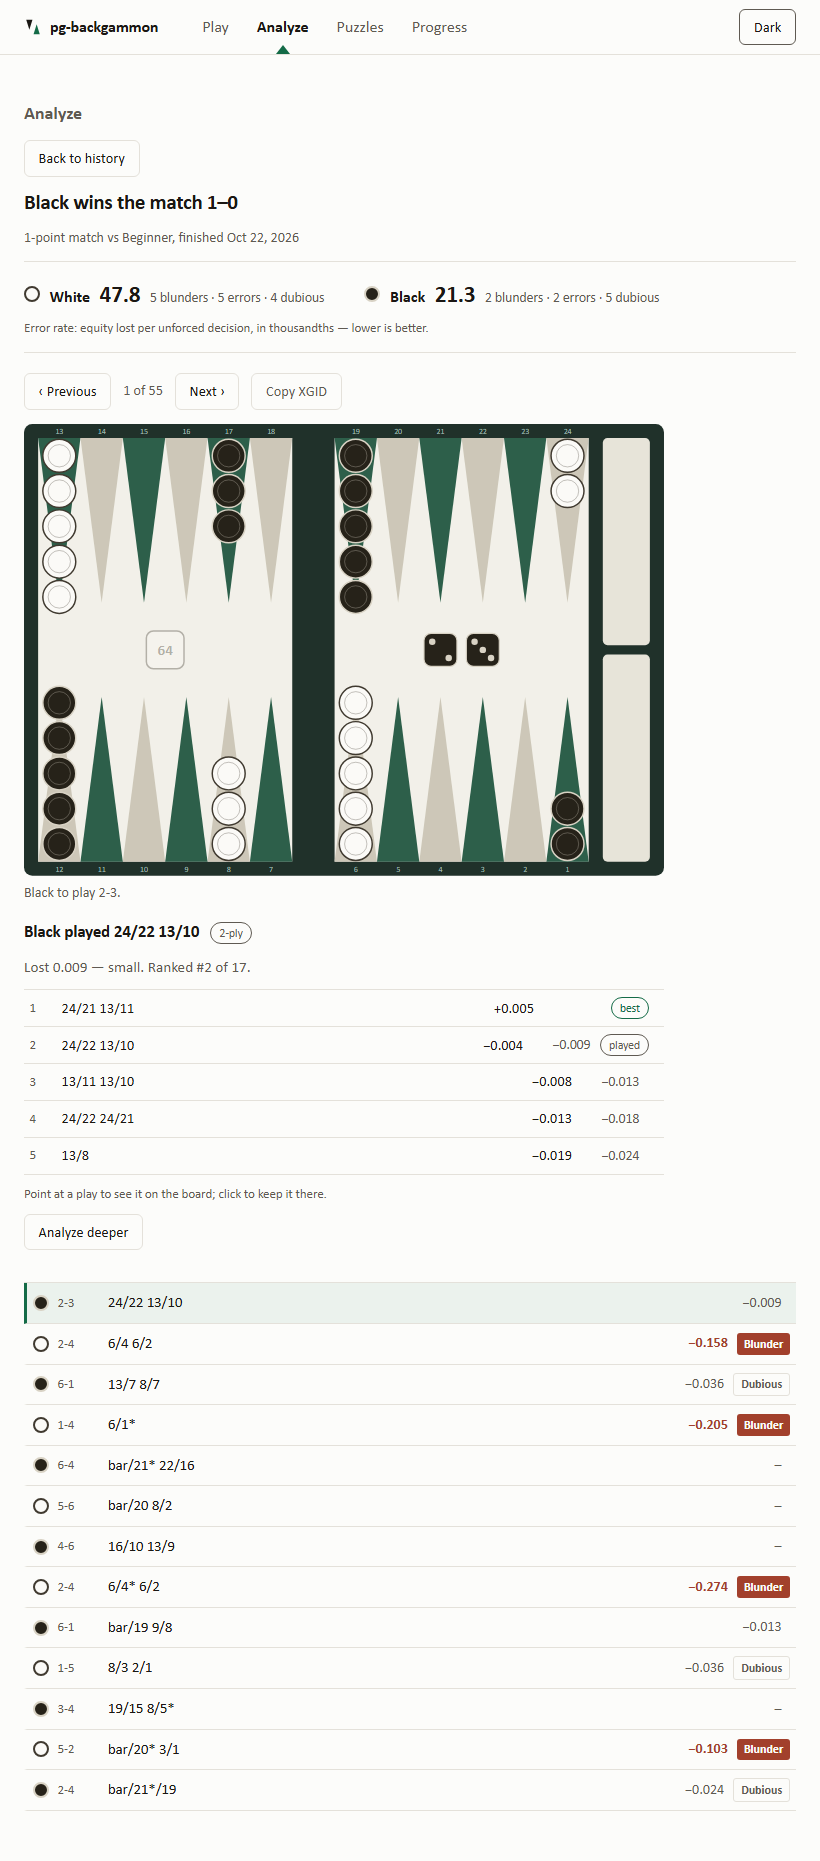 pg-backgammon Play Analyze Puzzles Progress Dark
Analyze
Back to history
Black wins the match 1–0
1-point match vs Beginner, finished Oct 22, 2026
White 47.8 5 blunders · 5 errors · 4 dubious Black 21.3 2 blunders · 2 errors · 5 dubious
Error rate: equity lost per unforced decision, in thousandths — lower is better.
‹ Previous 1 of 55 Next › Copy XGID
13 14 15 16 17 18 19 20 21 22 23 24
64
12 11 10 9 8 7 6 5 4 3 2 1
Black to play 2-3.
Black played 24/22 13/10 2-ply
Lost 0.009 — small. Ranked #2 of 17.
1 24/21 13/11 +0.005 best
2 24/22 13/10 −0.004 −0.009 played
3 13/11 13/10 −0.008 −0.013
4 24/22 24/21 −0.013 −0.018
5 13/8 −0.019 −0.024
Point at a play to see it on the board; click to keep it there.
Analyze deeper
2-3 24/22 13/10 −0.009
2-4 6/4 6/2 −0.158 Blunder
6-1 13/7 8/7 −0.036 Dubious
1-4 6/1* −0.205 Blunder
6-4 bar/21* 22/16 –
5-6 bar/20 8/2 –
4-6 16/10 13/9 –
2-4 6/4* 6/2 −0.274 Blunder
6-1 bar/19 9/8 −0.013
1-5 8/3 2/1 −0.036 Dubious
3-4 19/15 8/5* –
5-2 bar/20* 3/1 −0.103 Blunder
2-4 bar/21*/19 −0.024 Dubious